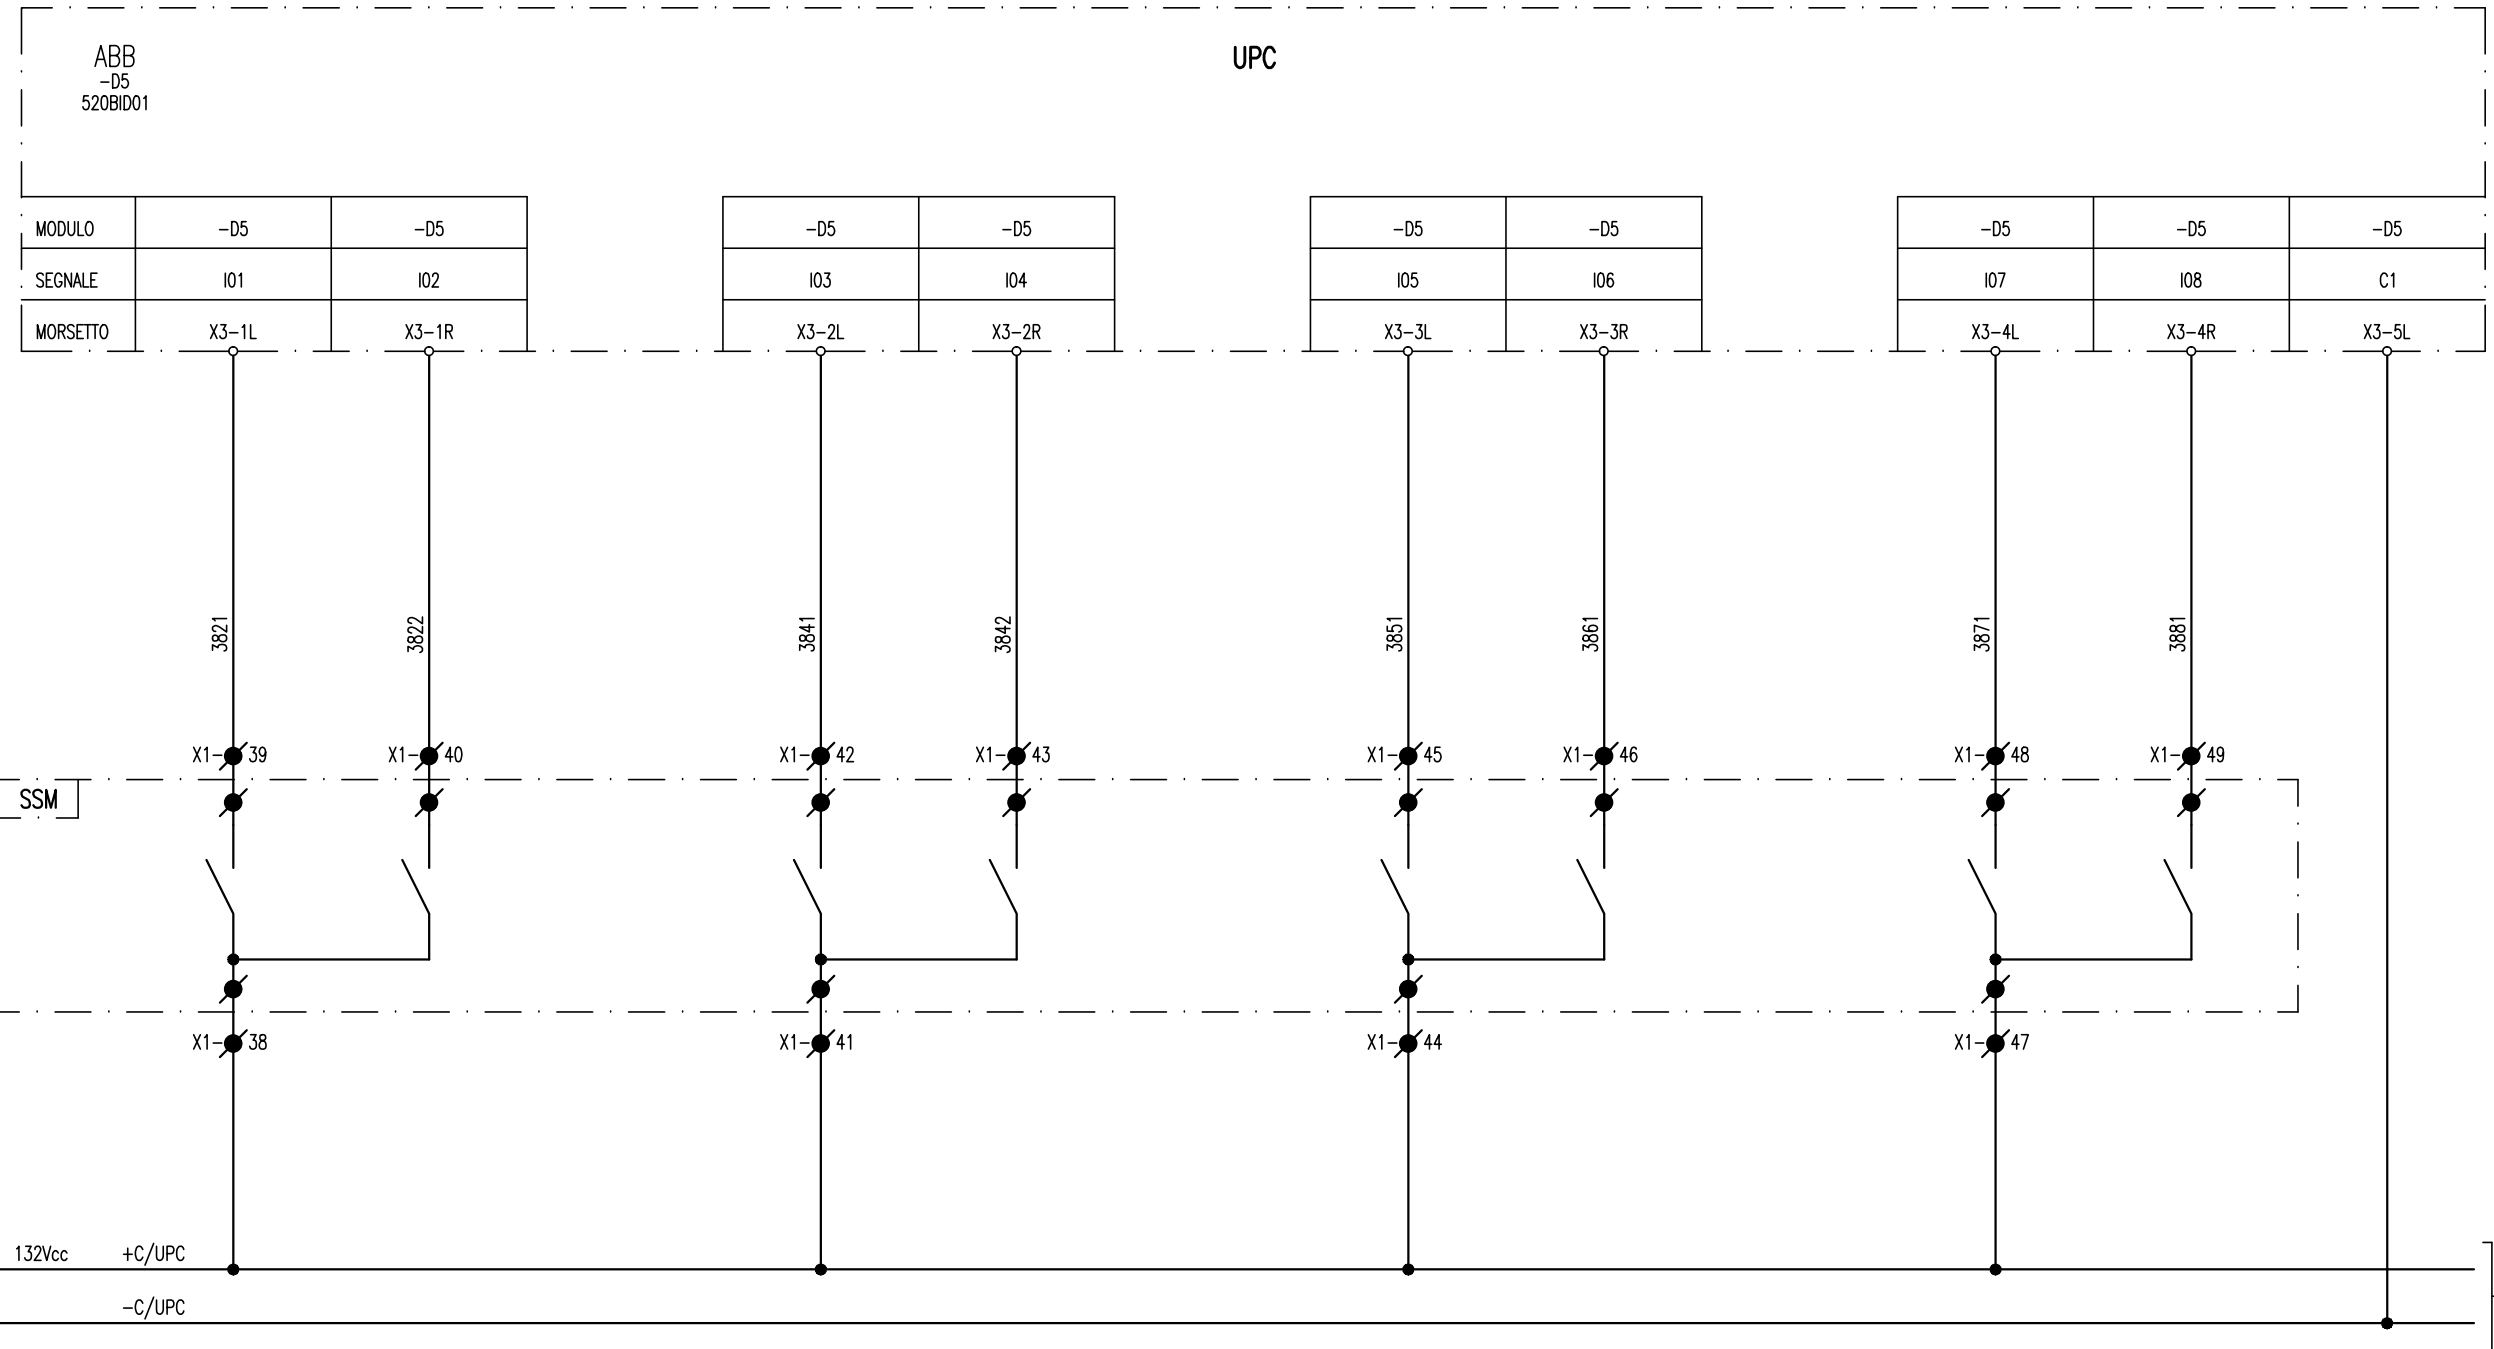 ABB
-D5
520BID01
UPC
MODULO -D5 -D5 -D5 -D5 -D5 -D5 -D5 -D5 -D5
SEGNALE I01 I02 I03 I04 I05 I06 I07 I08 C1
MORSETTO X3-1L X3-1R X3-2L X3-2R X3-3L X3-3R X3-4L X3-4R X3-5L
3821 3822 3841 3842 3851 3861 3871 3881
X1- 39 X1- 40 X1- 42 X1- 43 X1- 45 X1- 46 X1- 48 X1- 49
SSM
X1- 38 X1- 41 X1- 44 X1- 47
132Vcc +C/UPC
-C/UPC